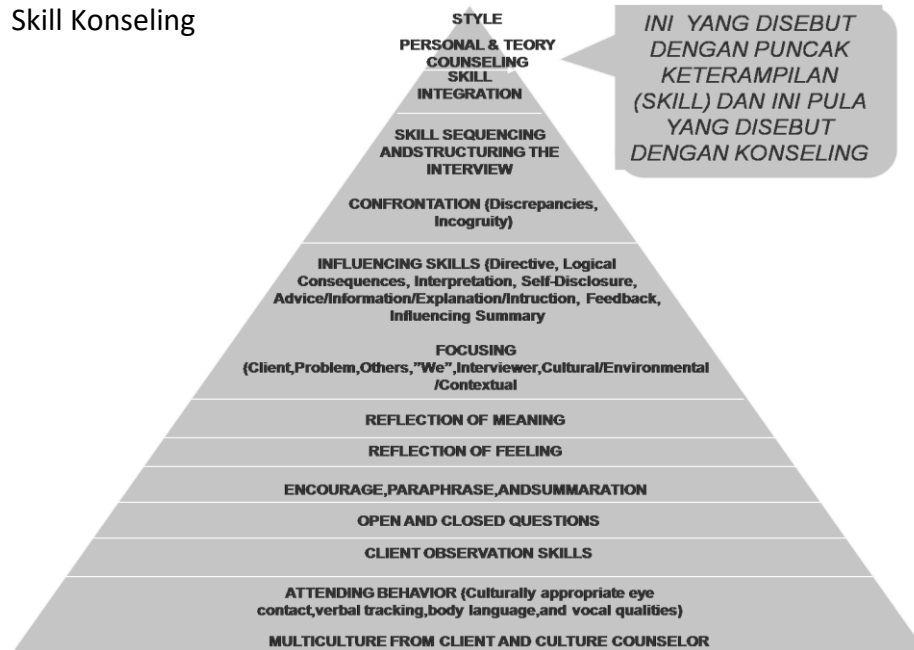 Skill Konseling
STYLE
PERSONAL & TEORY
COUNSELING
SKILL
INTEGRATION
INI YANG DISEBUT
DENGAN PUNCAK
KETERAMPILAN
(SKILL) DAN INI PULA
YANG DISEBUT
DENGAN KONSELING
SKILL SEQUENCING
ANDSTRUCTURING THE
INTERVIEW
CONFRONTATION (Discrepancies,
Incogruity)
INFLUENCING SKILLS (Directive, Logical
Consequences, Interpretation, Self-Disclosure,
Advice/Information/Explanation/Intruction, Feedback,
Influencing Summary
FOCUSING
(Client,Problem,Others,"We",Interviewer,Cultural/Environmental
/Contextual
REFLECTION OF MEANING
REFLECTION OF FEELING
ENCOURAGE,PARAPHRASE,ANDSUMMARATION
OPEN AND CLOSED QUESTIONS
CLIENT OBSERVATION SKILLS
ATTENDING BEHAVIOR (Culturally appropriate eye
contact,verbal tracking,body language,and vocal qualities)
MULTICULTURE FROM CLIENT AND CULTURE COUNSELOR